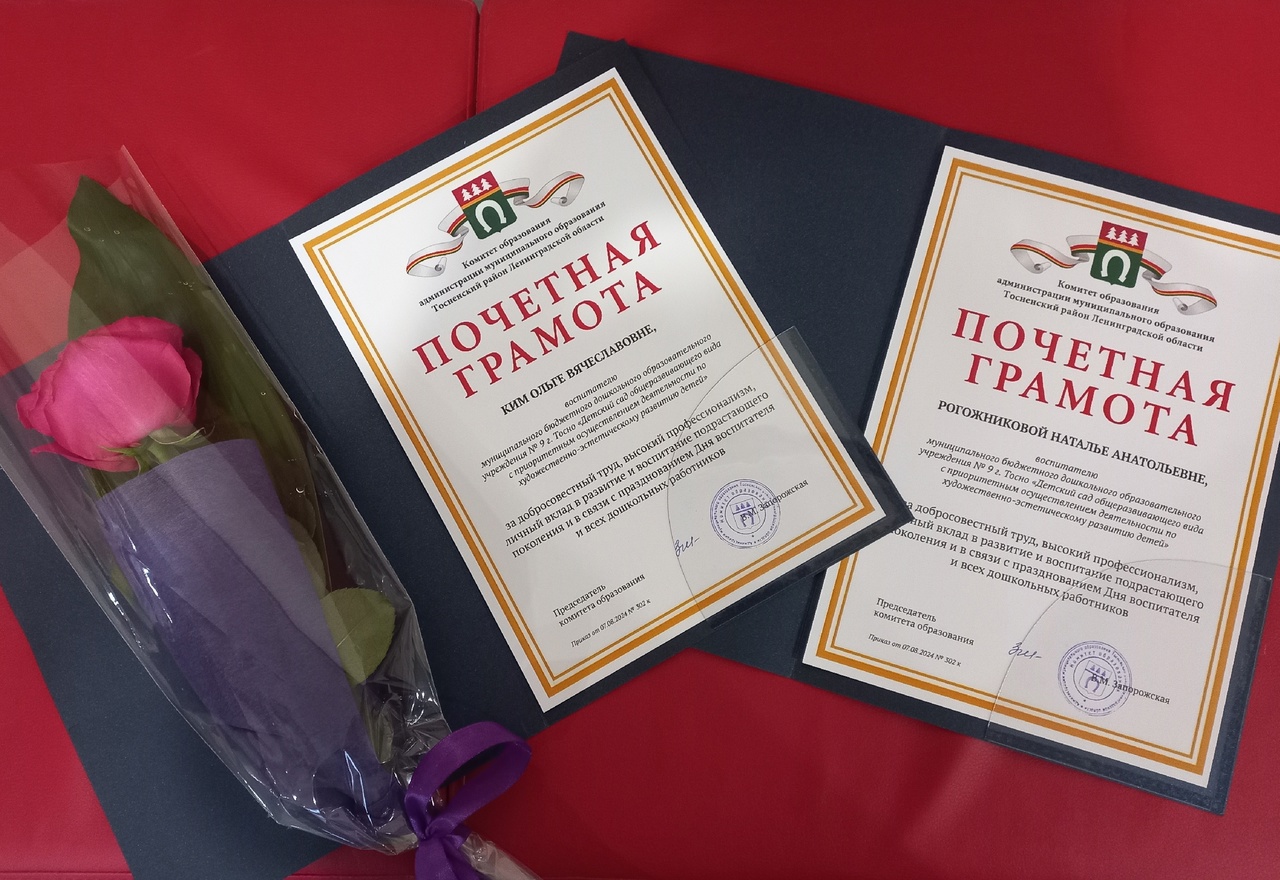 Комитет образования
администрации муниципального образования
Тосненский район Ленинградской области
ПОЧЕТНАЯ
ГРАМОТА
КИМ ОЛЬГЕ ВЯЧЕСЛАВОВНЕ,
воспитателю
муниципального бюджетного дошкольного образовательного
учреждения № 9 г. Тосно «Детский сад общеразвивающего вида
с приоритетным осуществлением деятельности по
художественно-эстетическому развитию детей»
за добросовестный труд, высокий профессионализм,
личный вклад в развитие и воспитание подрастающего
поколения и в связи с празднованием Дня воспитателя
и всех дошкольных работников
Председатель
комитета образования
В.М. Запорожская
Приказ от 07.08.2024 № 302 к
Комитет образования
администрации муниципального образования
Тосненский район Ленинградской области
ПОЧЕТНАЯ
ГРАМОТА
РОГОЖНИКОВОЙ НАТАЛЬЕ АНАТОЛЬЕВНЕ,
воспитателю
муниципального бюджетного дошкольного образовательного
учреждения № 9 г. Тосно «Детский сад общеразвивающего вида
с приоритетным осуществлением деятельности по
художественно-эстетическому развитию детей»
за добросовестный труд, высокий профессионализм,
личный вклад в развитие и воспитание подрастающего
поколения и в связи с празднованием Дня воспитателя
и всех дошкольных работников
Председатель
комитета образования
В.М. Запорожская
Приказ от 07.08.2024 № 302 к